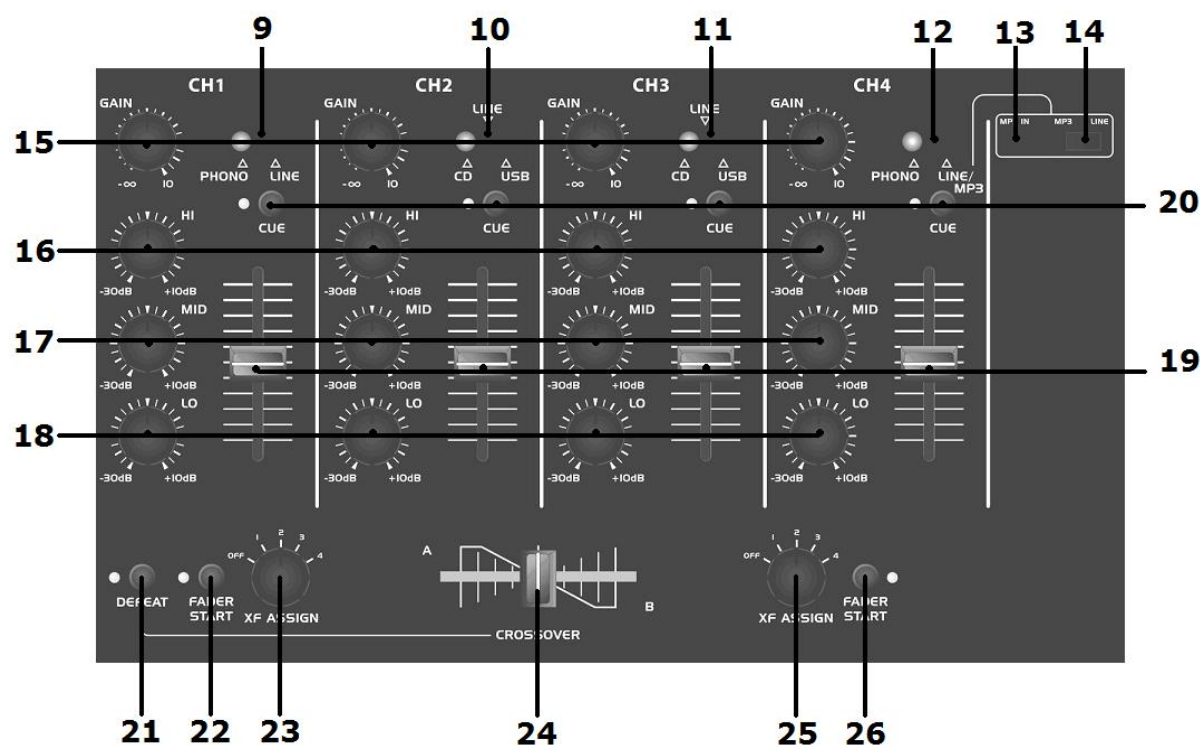 9 10 11 12 13 14
CH1 CH2 CH3 CH4
GAIN LINE GAIN LINE GAIN GAIN
MP3 IN MP3 LINE
15
-∞ 10 PHONO LINE -∞ 10 CD USB -∞ 10 CD USB -∞ 10 PHONO LINE/
MP3
20
HI CUE HI CUE HI CUE HI CUE
16
-30dB +10dB -30dB +10dB -30dB +10dB -30dB +10dB
MID MID MID MID
17
19
-30dB +10dB -30dB +10dB -30dB +10dB -30dB +10dB
LO LO LO LO
18
-30dB +10dB -30dB +10dB -30dB +10dB -30dB +10dB
OFF 1 2 3 4 A OFF 1 2 3 4
DEFEAT FADER START XF ASSIGN B XF ASSIGN FADER START
CROSSOVER
21 22 23 24 25 26